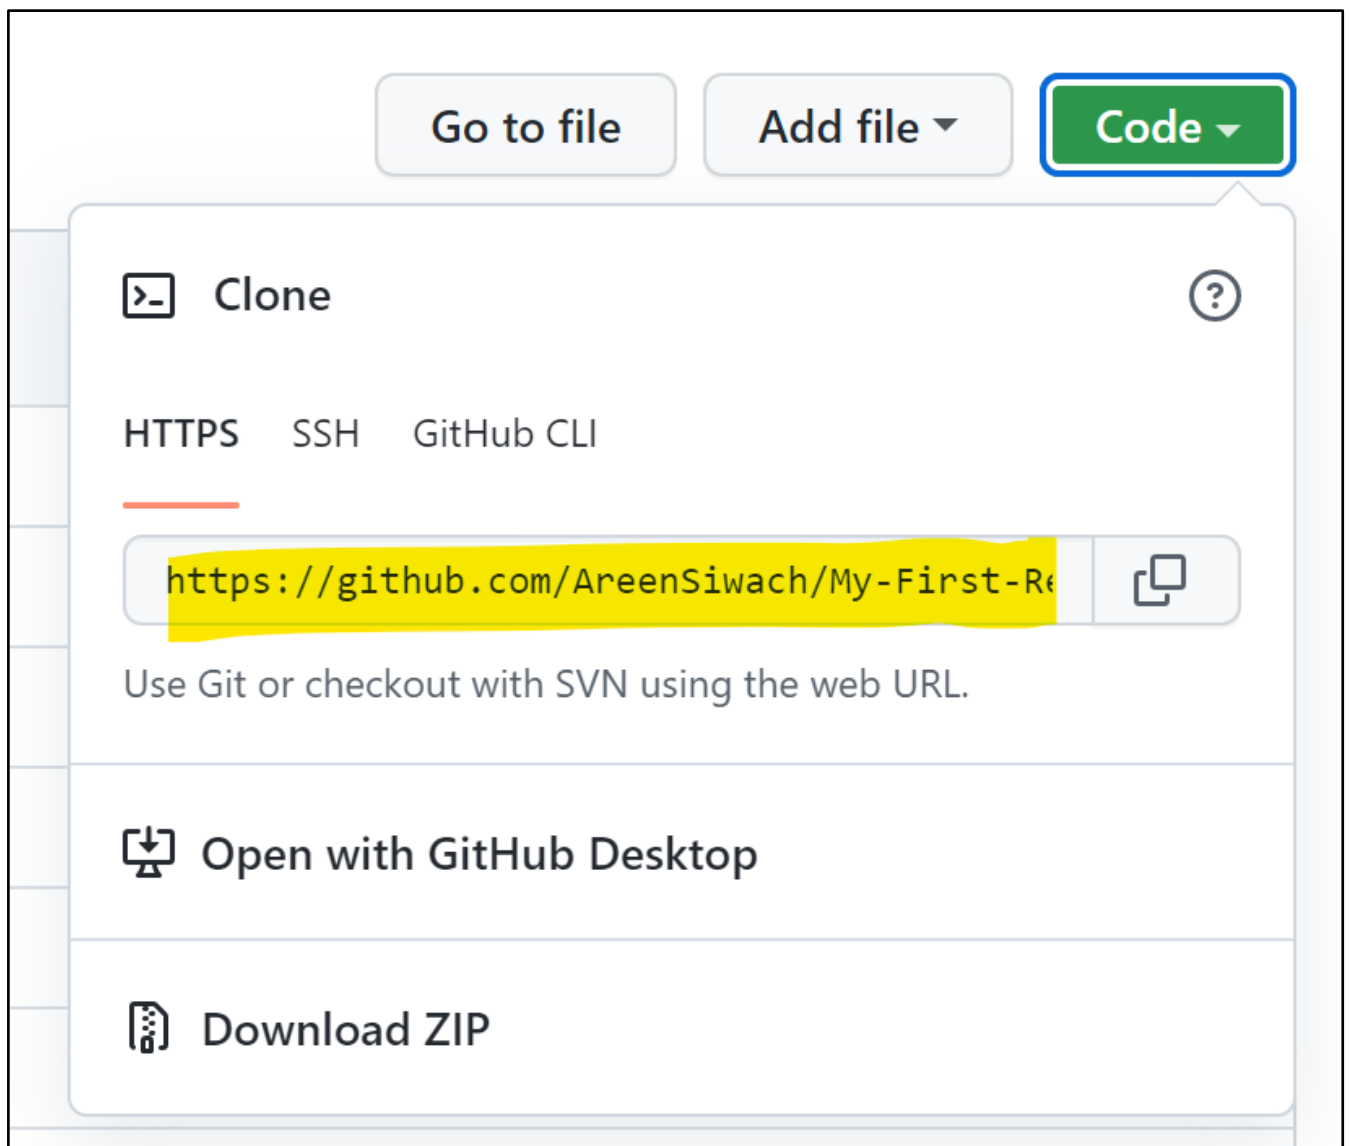 Go to file Add file Code
Clone
HTTPS SSH GitHub CLI
https://github.com/AreenSiwach/My-First-Re
Use Git or checkout with SVN using the web URL.
Open with GitHub Desktop
Download ZIP